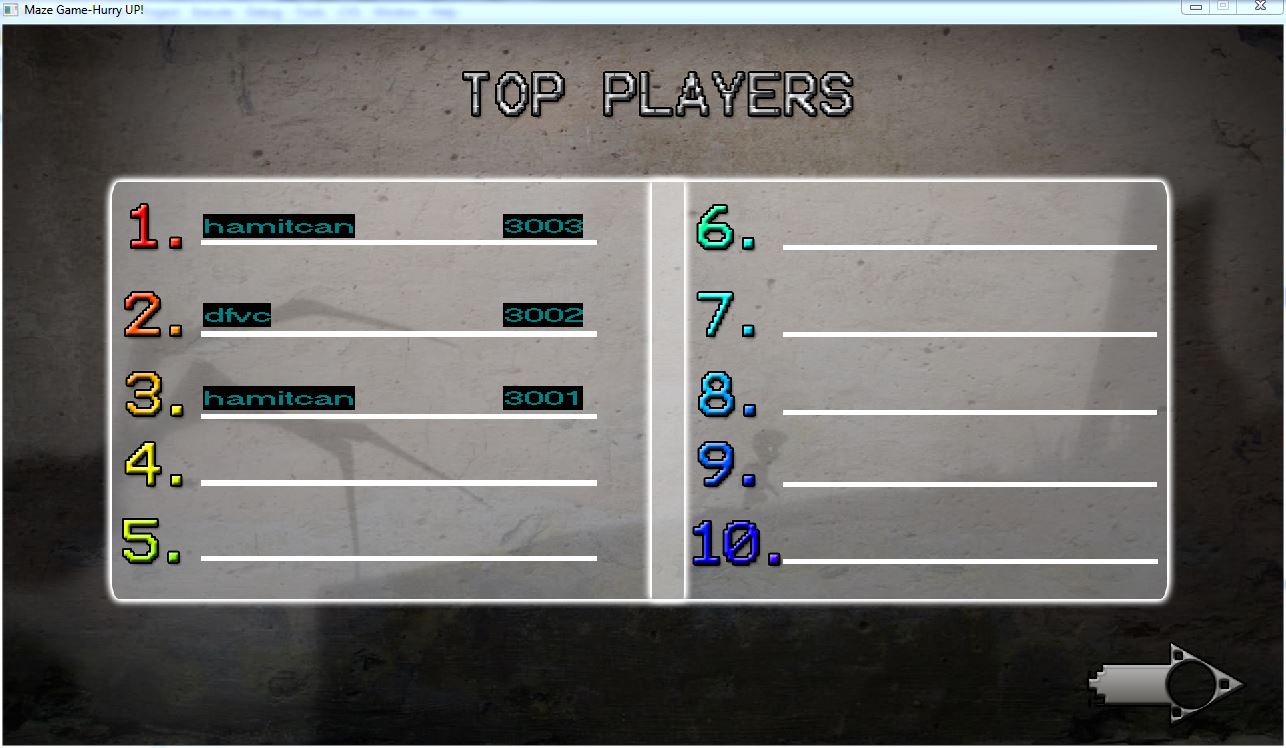 Maze Game-Hurry UP!
TOP PLAYERS
1. hamitcan 3003
2. dfvc 3002
3. hamitcan 3001
4.
5.
6.
7.
8.
9.
10.